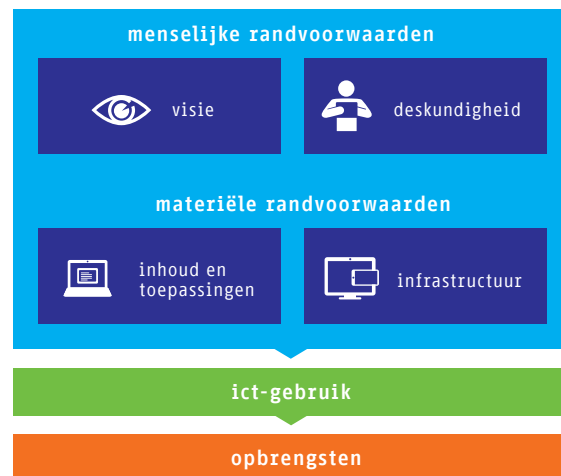 menselijke randvoorwaarden
visie
deskundigheid
materiële randvoorwaarden
inhoud en
toepassingen
infrastructuur
ict-gebruik
opbrengsten